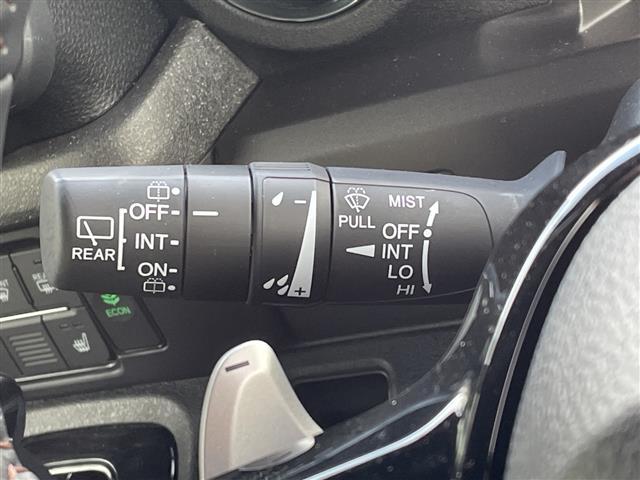 OFF
INT
REAR
ON
PULL
MIST
OFF
INT
LO
HI
ECON